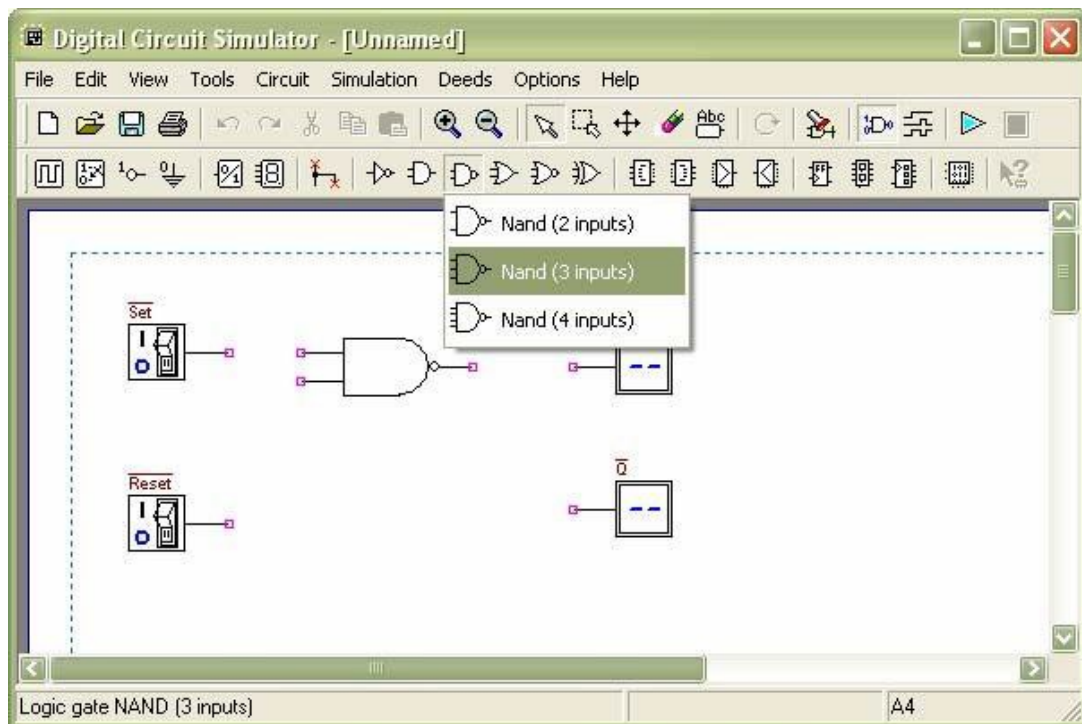 Digital Circuit Simulator - [Unnamed]
File Edit View Tools Circuit Simulation Deeds Options Help
Abc
Nand (2 inputs)
Nand (3 inputs)
Nand (4 inputs)
Set
Reset
Q
Logic gate NAND (3 inputs)
A4